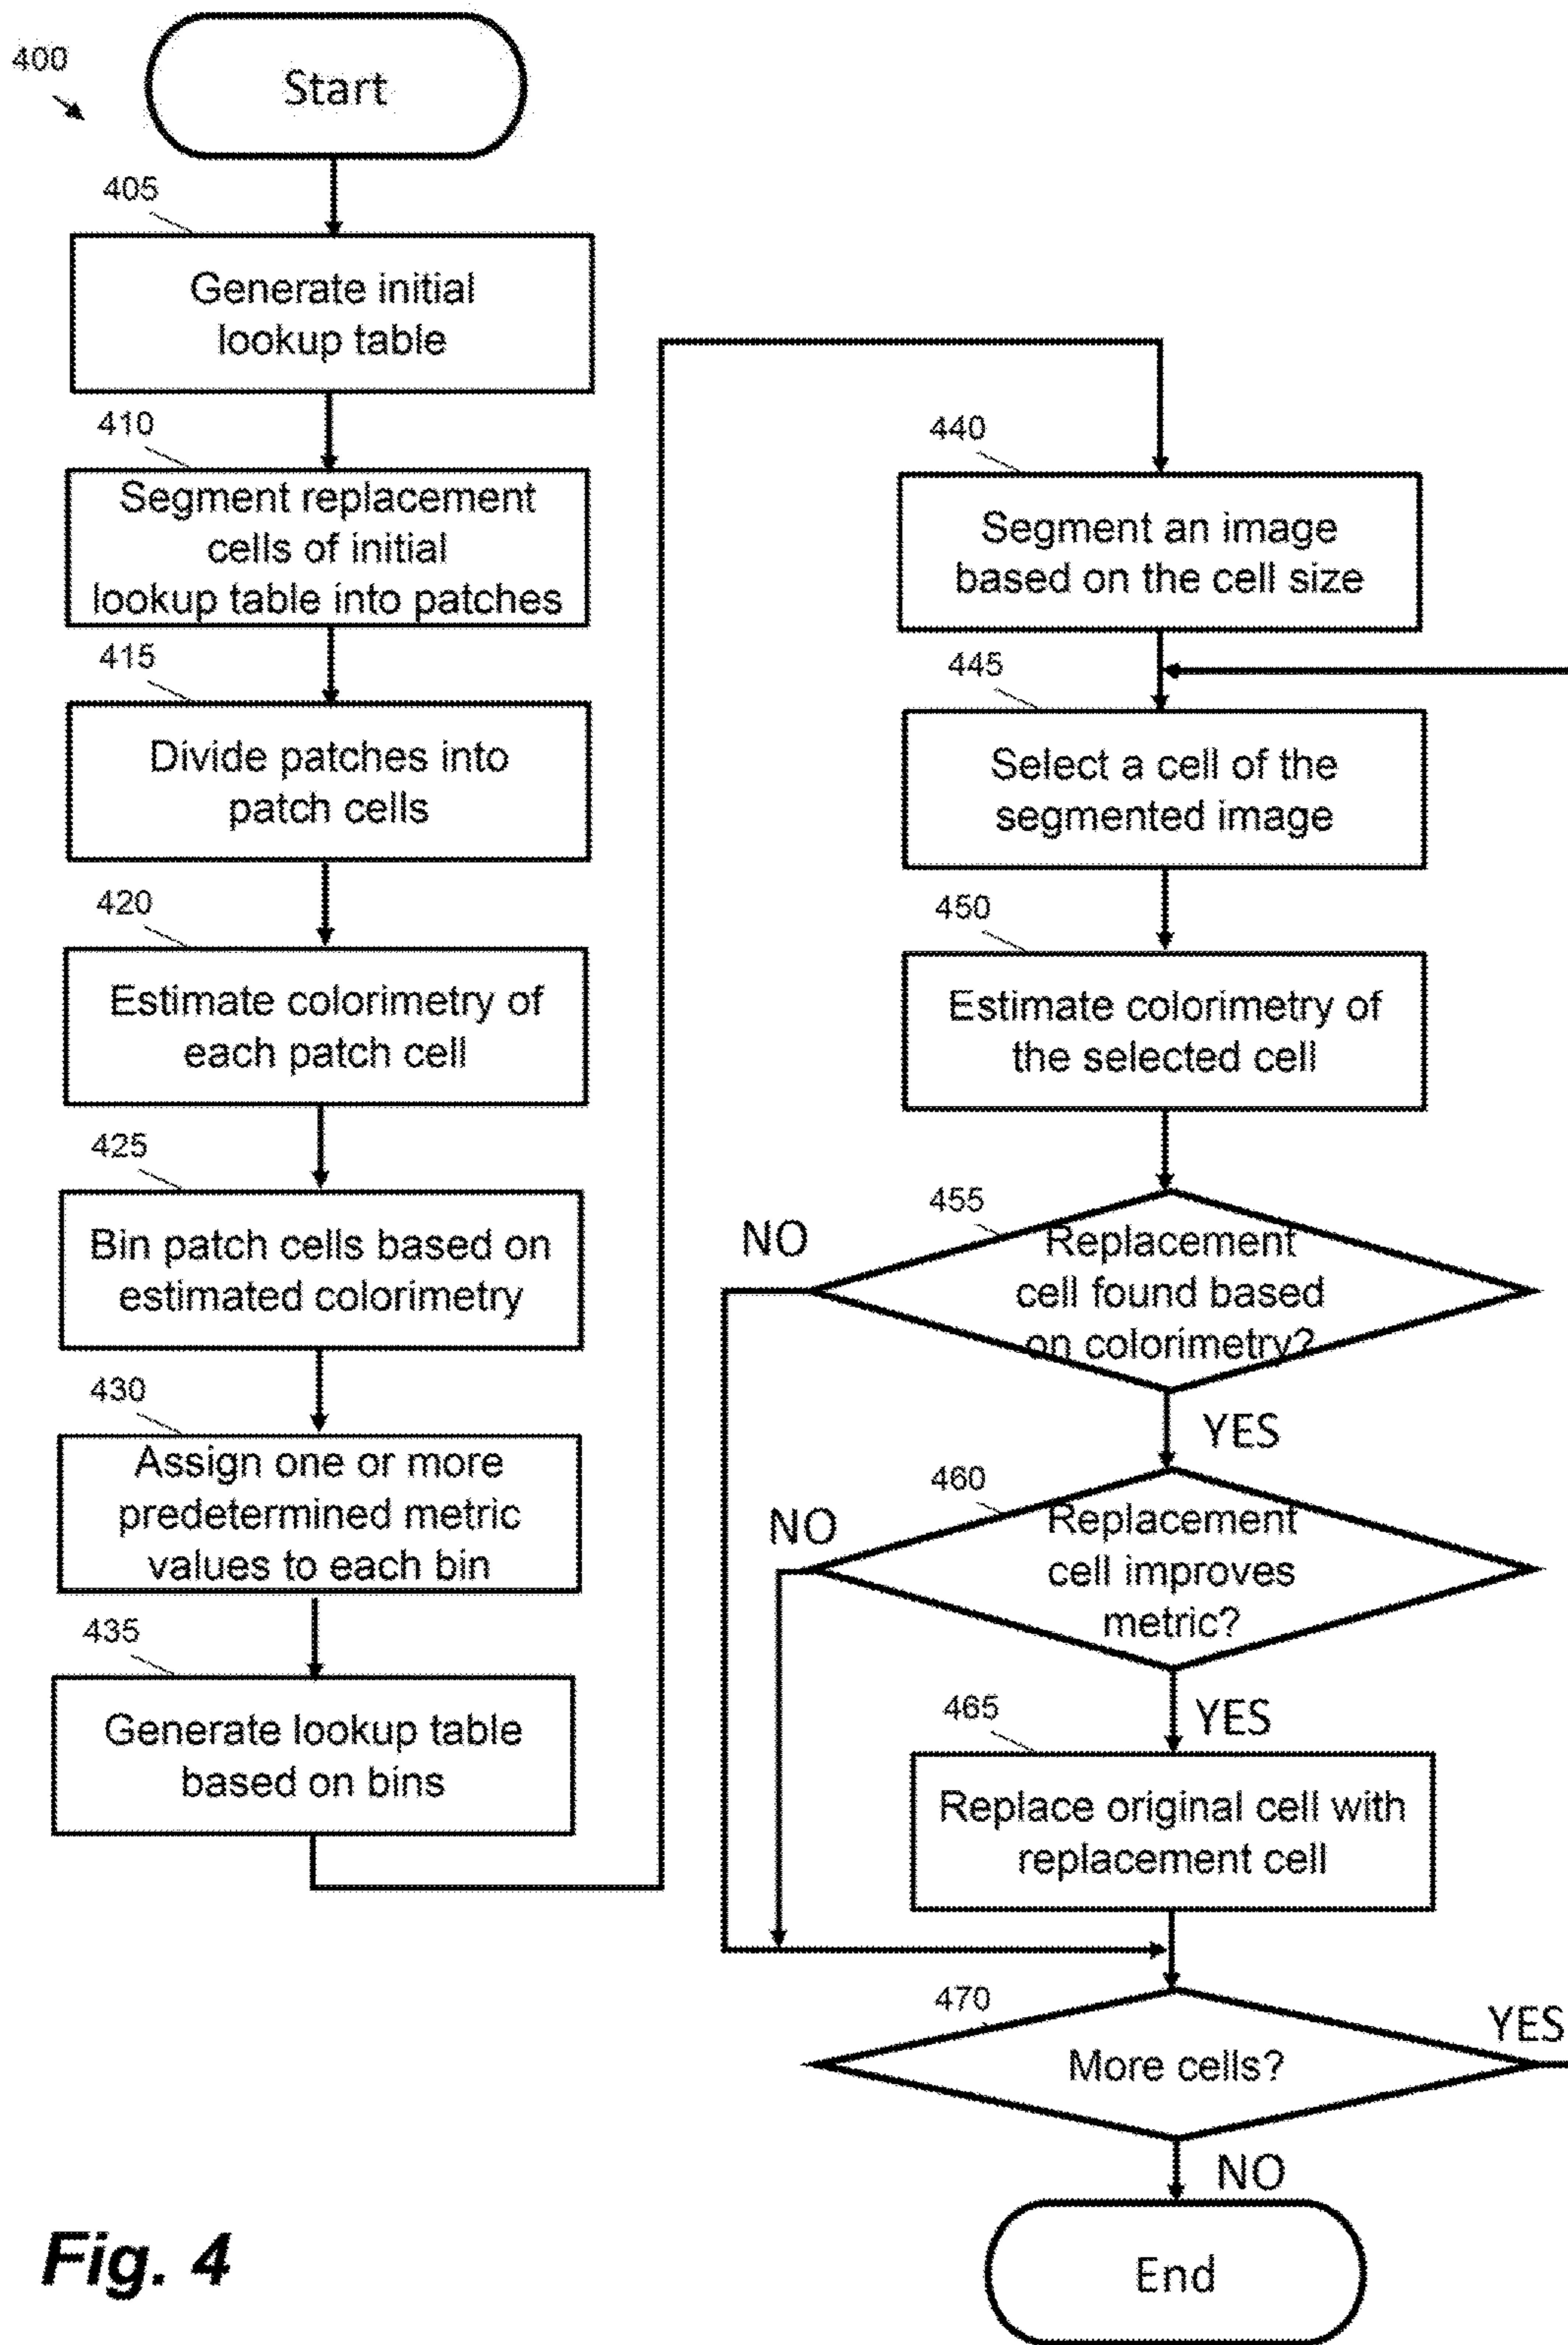 400
Start
405
Generate initial
lookup table
410
Segment replacement
cells of initial
lookup table into patches
415
Divide patches into
patch cells
420
Estimate colorimetry of
each patch cell
425
Bin patch cells based on
estimated colorimetry
430
Assign one or more
predetermined metric
values to each bin
435
Generate lookup table
based on bins
440
Segment an image
based on the cell size
445
Select a cell of the
segmented image
450
Estimate colorimetry of
the selected cell
455
NO
Replacement
cell found based
on colorimetry?
YES
460
NO
Replacement
cell improves
metric?
YES
465
Replace original cell with
replacement cell
470
More cells?
YES
NO
End
Fig. 4